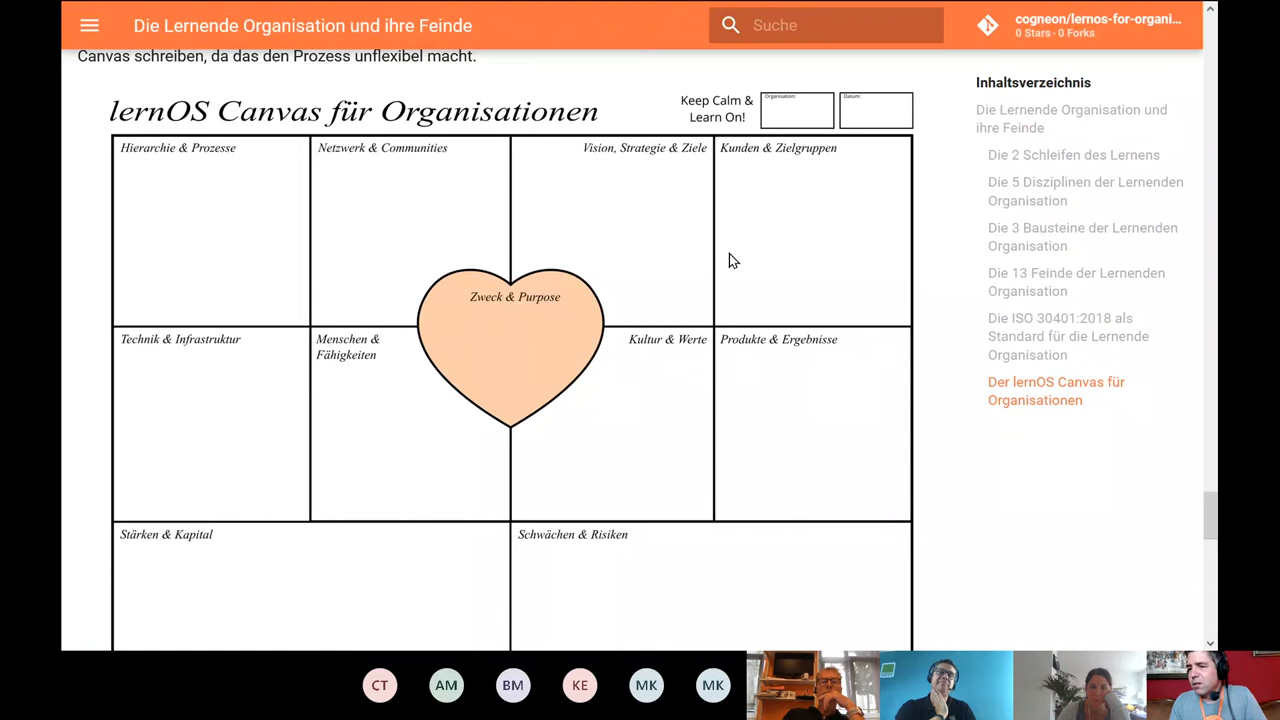 Die Lernende Organisation und ihre Feinde
Suche
cogneon/lernos-for-organi...
0 Stars · 0 Forks
Canvas schreiben, da das den Prozess unflexibel macht.
lernOS Canvas für Organisationen
Keep Calm &
Learn On!
Organisation:
Datum:
Hierarchie & Prozesse
Netzwerk & Communities
Vision, Strategie & Ziele
Kunden & Zielgruppen
Zweck & Purpose
Technik & Infrastruktur
Menschen &
Fähigkeiten
Kultur & Werte
Produkte & Ergebnisse
Stärken & Kapital
Schwächen & Risiken
Inhaltsverzeichnis
Die Lernende Organisation und
ihre Feinde
Die 2 Schleifen des Lernens
Die 5 Disziplinen der Lernenden
Organisation
Die 3 Bausteine der Lernenden
Organisation
Die 13 Feinde der Lernenden
Organisation
Die ISO 30401:2018 als
Standard für die Lernende
Organisation
Der lernOS Canvas für
Organisationen
CT
AM
BM
KE
MK
MK